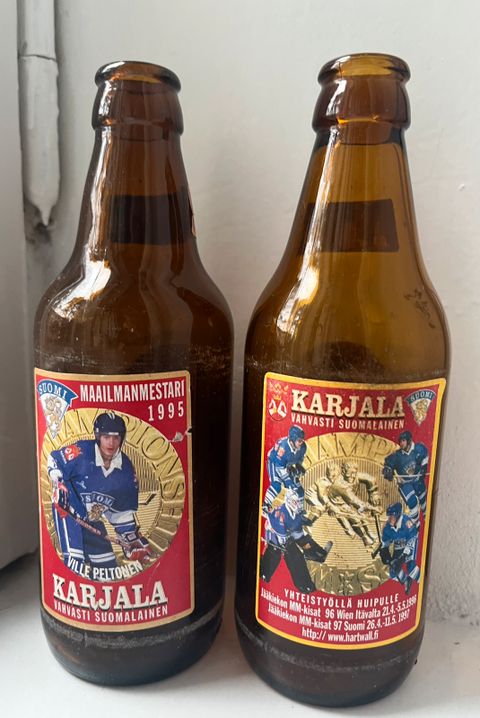 SUOMI
MAAILMANMESTARI
1995
VILLE PELTONEN
KARJALA
VAHVASTI SUOMALAINEN
KARJALA
VAHVASTI SUOMALAINEN
SUOMI
YHTEISTYÖLLÄ HUIPULLE
Jääkiekon MM-kisat 96 Wien Itävalta 21.4.-5.5.1996
Jääkiekon MM-kisat 97 Suomi 26.4.-11.5. 1997
http:// www.hartwall.fi